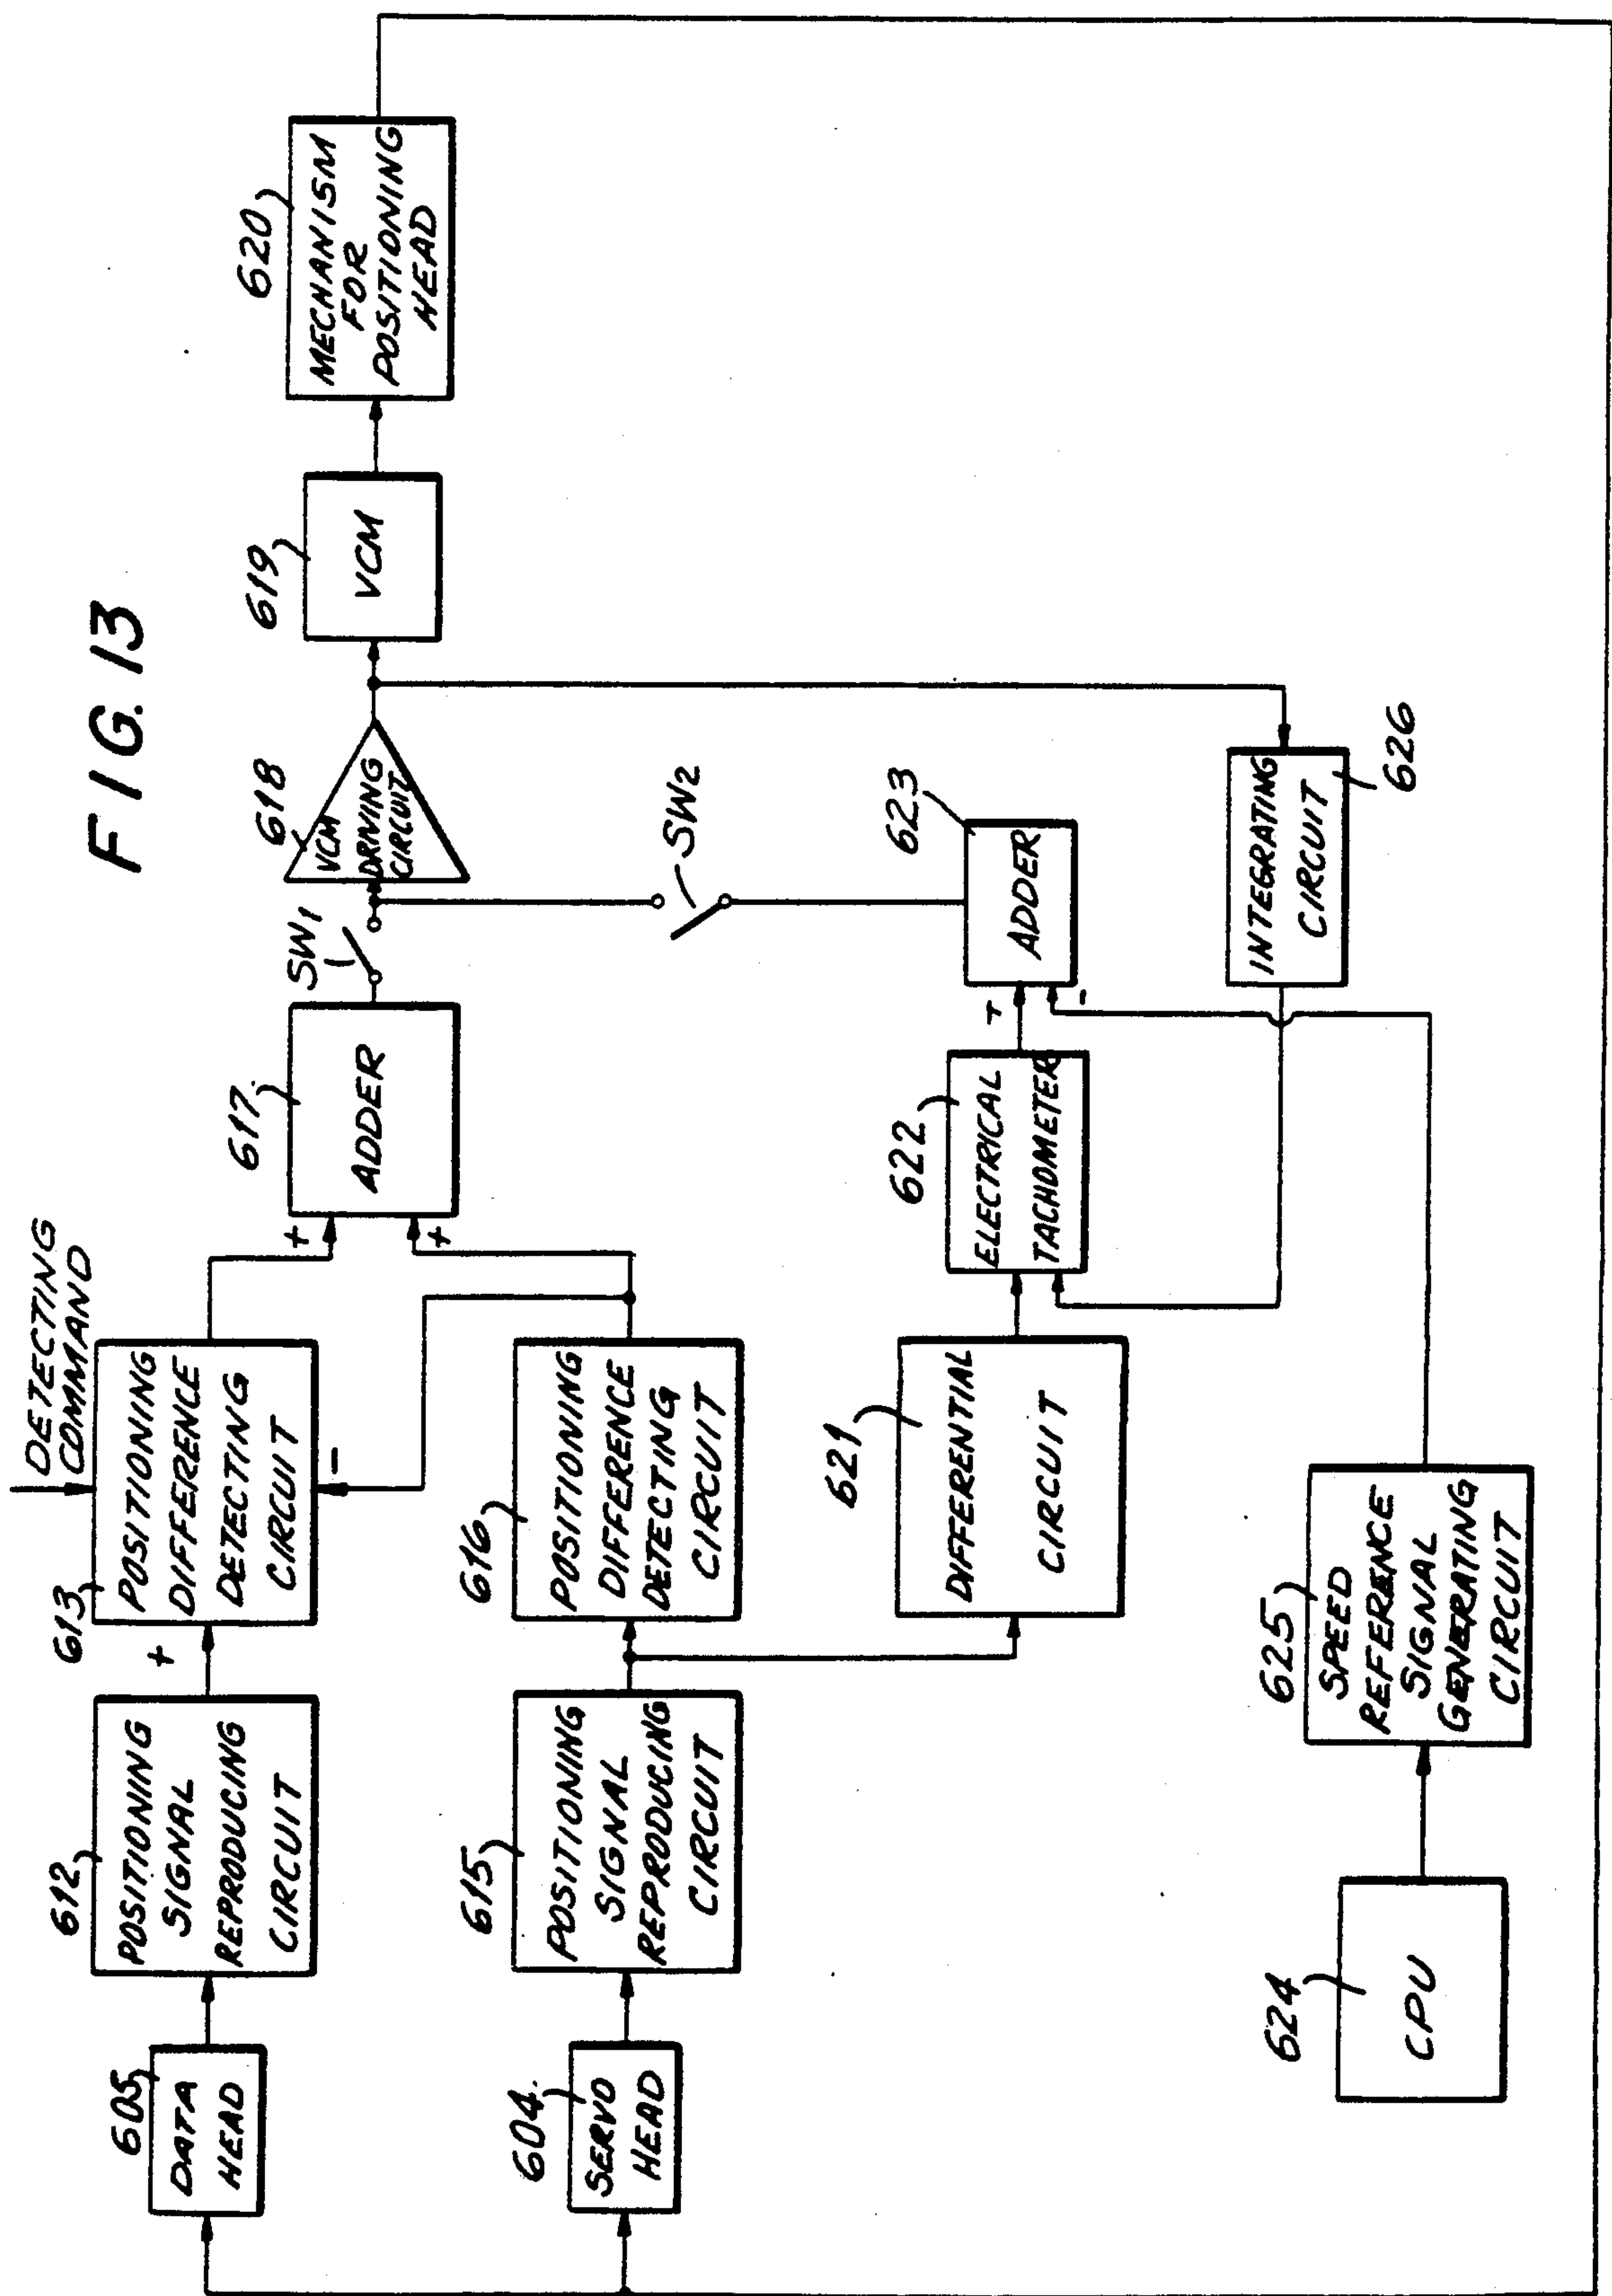 FIG. 13
DETECTING
COMMAND
605
DATA
HEAD
612
POSITIONING
SIGNAL
REPRODUCING
CIRCUIT
+
613
POSITIONING
DIFFERENCE
DETECTING
CIRCUIT
-
+
+
617
ADDER
SW1
618
VCM
DRIVING
CIRCUIT
619
VCM
620
MECHANISM
FOR
POSITIONING
HEAD
604
SERVO
HEAD
615
POSITIONING
SIGNAL
REPRODUCING
CIRCUIT
616
POSITIONING
DIFFERENCE
DETECTING
CIRCUIT
SW2
621
DIFFERENTIAL
CIRCUIT
622
ELECTRICAL
TACHOMETER
+
-
623
ADDER
624
CPU
625
SPEED
REFERENCE
SIGNAL
GENERATING
CIRCUIT
INTEGRATING
CIRCUIT
626